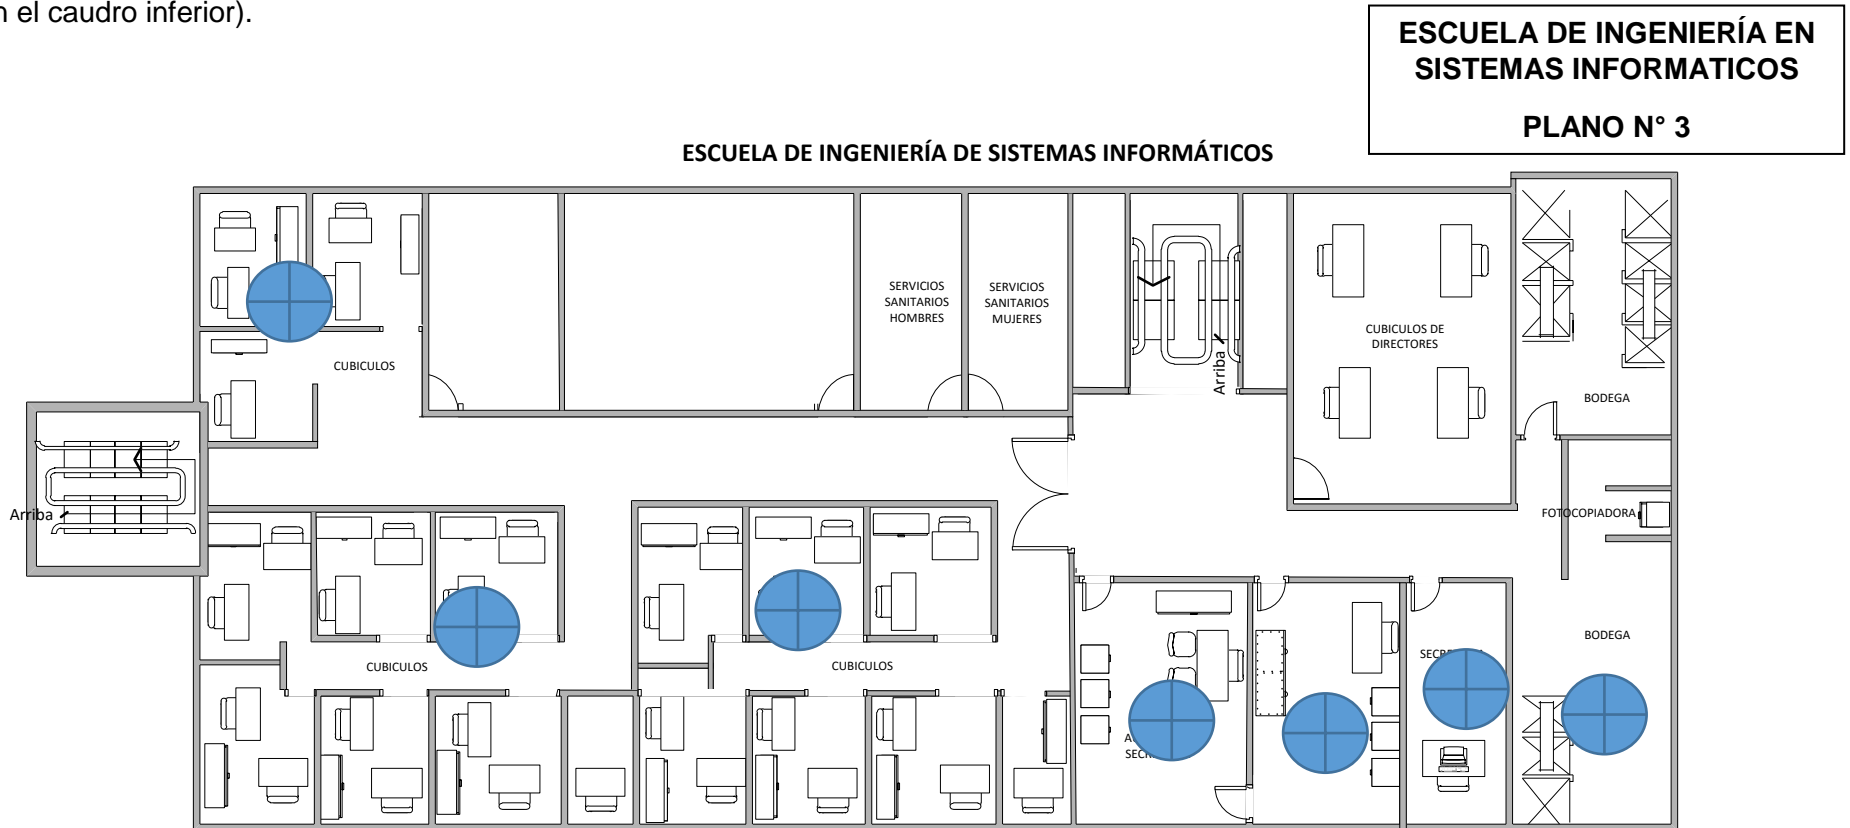 n el caudro inferior).
ESCUELA DE INGENIERÍA EN
SISTEMAS INFORMATICOS
PLANO N° 3
ESCUELA DE INGENIERÍA DE SISTEMAS INFORMÁTICOS
SERVICIOS
SANITARIOS
HOMBRES
SERVICIOS
SANITARIOS
MUJERES
Arriba
CUBICULOS DE
DIRECTORES
CUBICULOS
BODEGA
Arriba
FOTOCOPIADORA
CUBICULOS
CUBICULOS
BODEGA